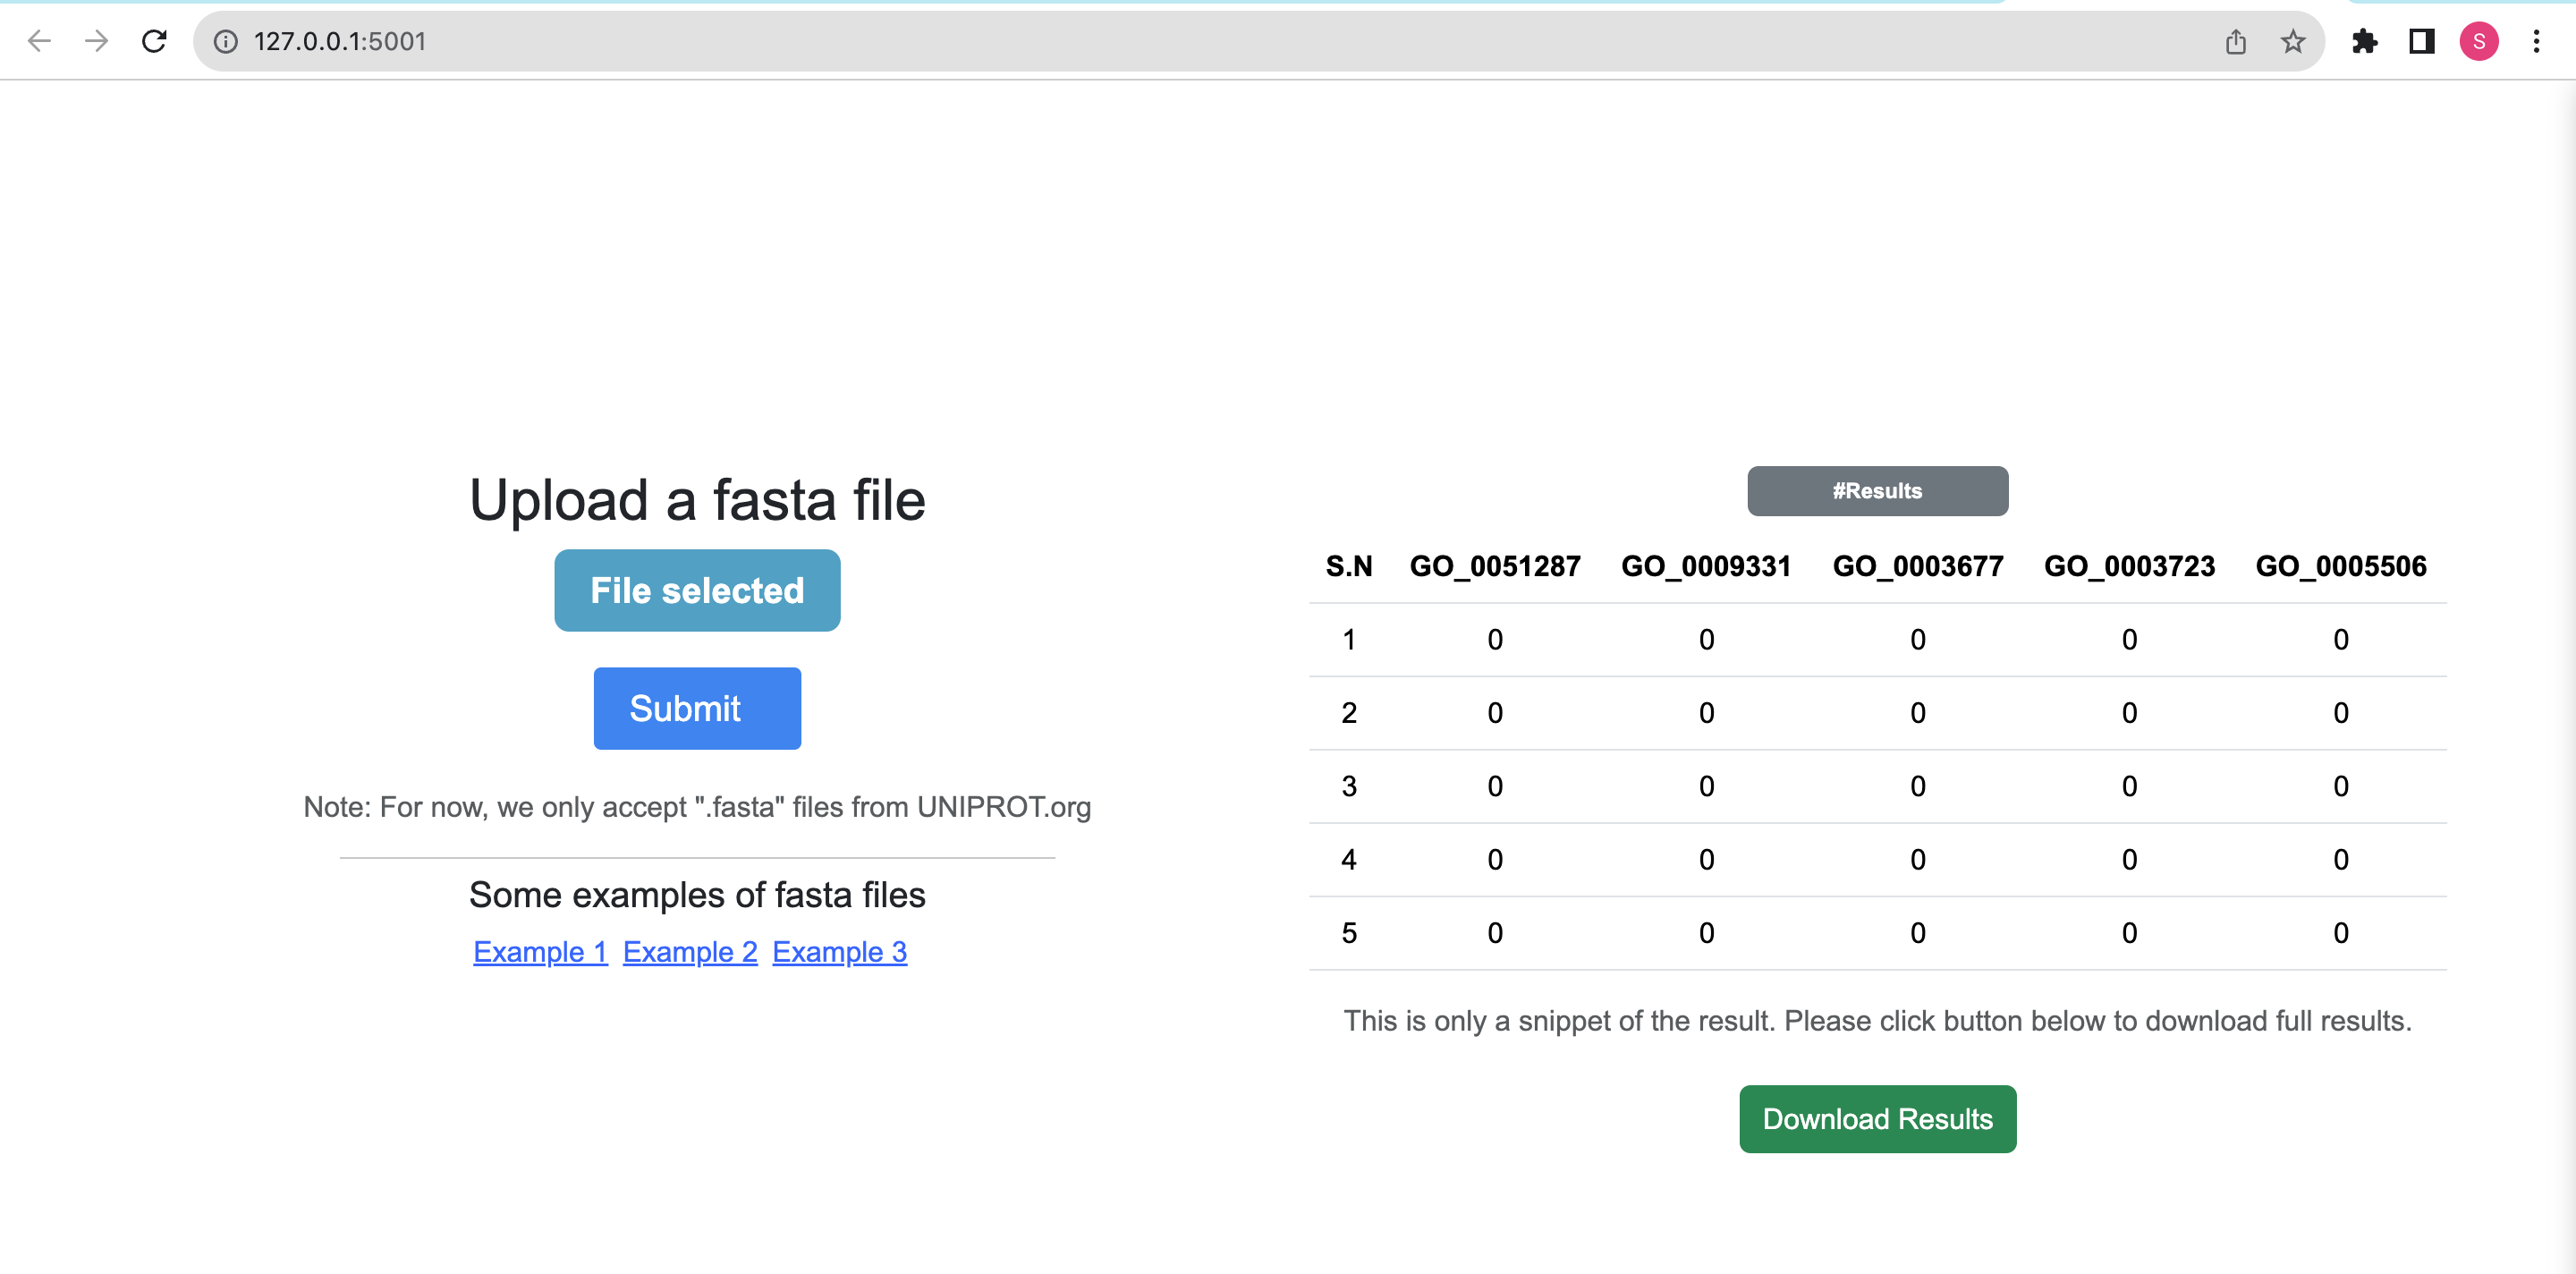 127.0.0.1:5001
S
Upload a fasta file
File selected
Submit
Note: For now, we only accept ".fasta" files from UNIPROT.org
Some examples of fasta files
Example 1 Example 2 Example 3
#Results
S.N GO_0051287 GO_0009331 GO_0003677 GO_0003723 GO_0005506
1 0 0 0 0 0
2 0 0 0 0 0
3 0 0 0 0 0
4 0 0 0 0 0
5 0 0 0 0 0
This is only a snippet of the result. Please click button below to download full results.
Download Results